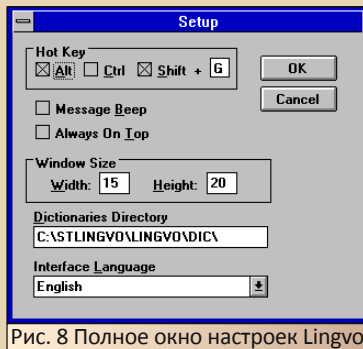 Setup
Hot Key
Alt Ctrl Shift + G
OK
Cancel
Message Beep
Always On Top
Window Size
Width: 15 Height: 20
Dictionaries Directory
C:\STLINGVO\LINGVO\DIC\
Interface Language
English
Рис. 8 Полное окно настроек Lingvo